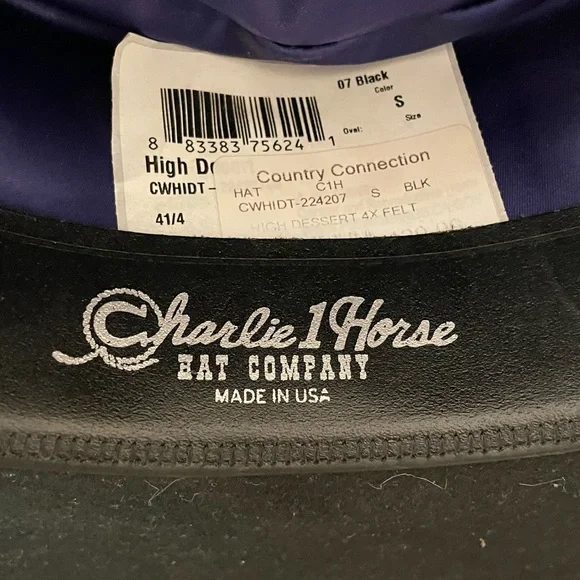 07 Black
Color
S
Size
Oval:
8 83383 75624 1
High De
CWHIDT-
41/4
Country Connection
HAT C1H
CWHIDT-224207 S BLK
HIGH DESSERT 4X FELT
Charlie 1 Horse
HAT COMPANY
MADE IN USA